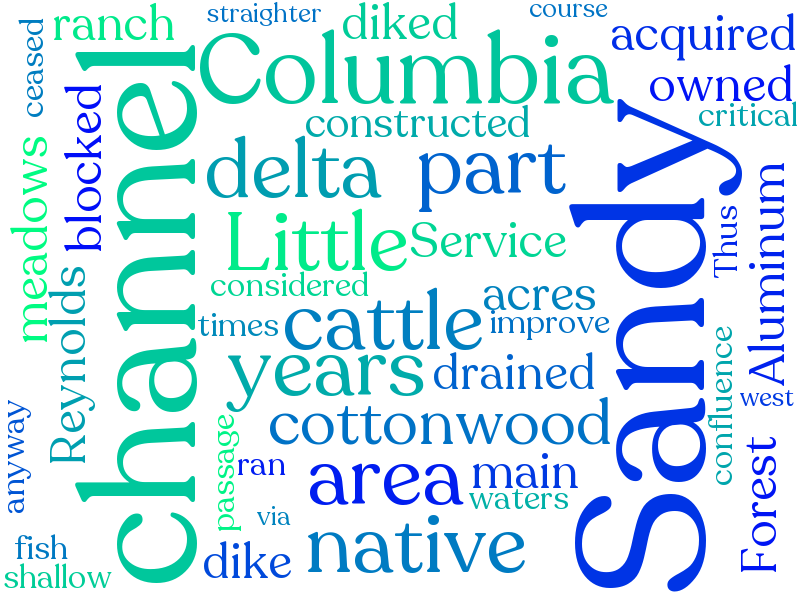 straighter
course
ceased
ranch
diked
acquired
Columbia
owned
channel
blocked
constructed
critical
Sandy
meadows
delta
part
Little
Service
Thus
Aluminum
considered
Reynolds
acres
times
cattle
improve
years
drained
confluence
west
cottonwood
anyway
passage
ran
area
main
waters
Forest
via
native
fish
dike
shallow